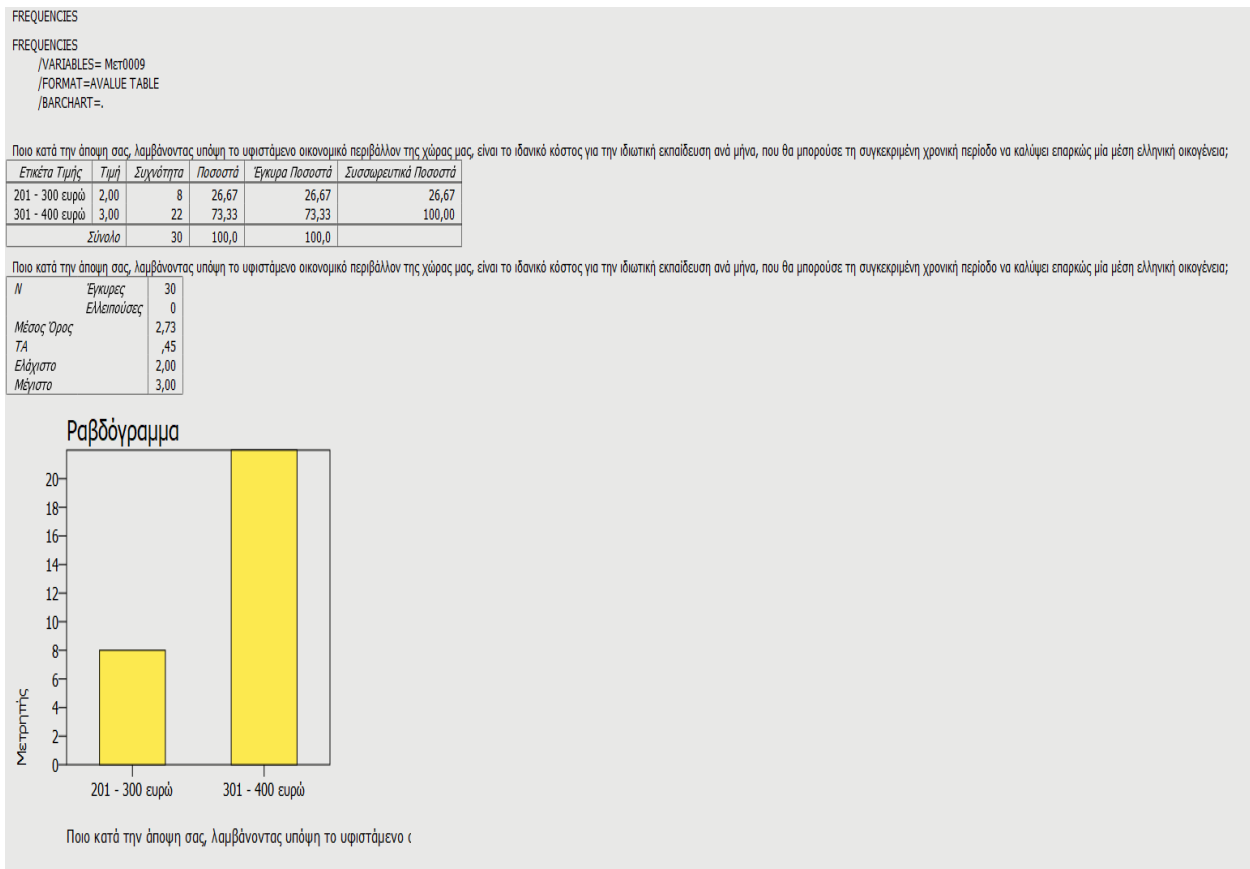 FREQUENCIES
FREQUENCIES
/VARIABLES= Μετ0009
/FORMAT=AVALUE TABLE
/BARCHART=.
Ποιο κατά την άποψη σας, λαμβάνοντας υπόψη το υφιστάμενο οικονομικό περιβάλλον της χώρας μας, είναι το ιδανικό κόστος για την ιδιωτική εκπαίδευση ανά μήνα, που θα μπορούσε τη συγκεκριμένη χρονική περίοδο να καλύψει επαρκώς μία μέση ελληνική οικογένεια;
Ετικέτα Τιμής Τιμή Συχνότητα Ποσοστά Έγκυρα Ποσοστά Συσσωρευτικά Ποσοστά
201 - 300 ευρώ 2,00 8 26,67 26,67 26,67
301 - 400 ευρώ 3,00 22 73,33 73,33 100,00
Σύνολο 30 100,0 100,0
Ποιο κατά την άποψη σας, λαμβάνοντας υπόψη το υφιστάμενο οικονομικό περιβάλλον της χώρας μας, είναι το ιδανικό κόστος για την ιδιωτική εκπαίδευση ανά μήνα, που θα μπορούσε τη συγκεκριμένη χρονική περίοδο να καλύψει επαρκώς μία μέση ελληνική οικογένεια;
N Έγκυρες 30
Ελλειπούσες 0
Μέσος Όρος 2,73
ΤΑ ,45
Ελάχιστο 2,00
Μέγιστο 3,00
Ραβδόγραμμα
20
18
16
14
12
10
8
6
4
2
0
Μετρητής
201 - 300 ευρώ 301 - 400 ευρώ
Ποιο κατά την άποψη σας, λαμβάνοντας υπόψη το υφιστάμενο